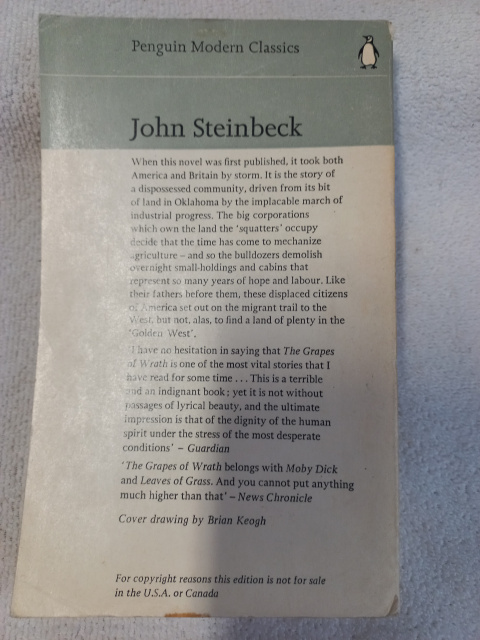 Penguin Modern Classics
John Steinbeck
When this novel was first published, it took both
America and Britain by storm. It is the story of
a dispossessed community, driven from its bit
of land in Oklahoma by the implacable march of
industrial progress. The big corporations
which own the land the 'squatters' occupy
decide that the time has come to mechanize
agriculture – and so the bulldozers demolish
overnight small-holdings and cabins that
represent so many years of hope and labour. Like
their fathers before them, these displaced citizens
of America set out on the migrant trail to the
West, but not, alas, to find a land of plenty in the
'Golden West'.
'I have no hesitation in saying that The Grapes
of Wrath is one of the most vital stories that I
have read for some time . . . This is a terrible
and an indignant book; yet it is not without
passages of lyrical beauty, and the ultimate
impression is that of the dignity of the human
spirit under the stress of the most desperate
conditions' – Guardian
'The Grapes of Wrath belongs with Moby Dick
and Leaves of Grass. And you cannot put anything
much higher than that' – News Chronicle
Cover drawing by Brian Keogh
For copyright reasons this edition is not for sale
in the U.S.A. or Canada